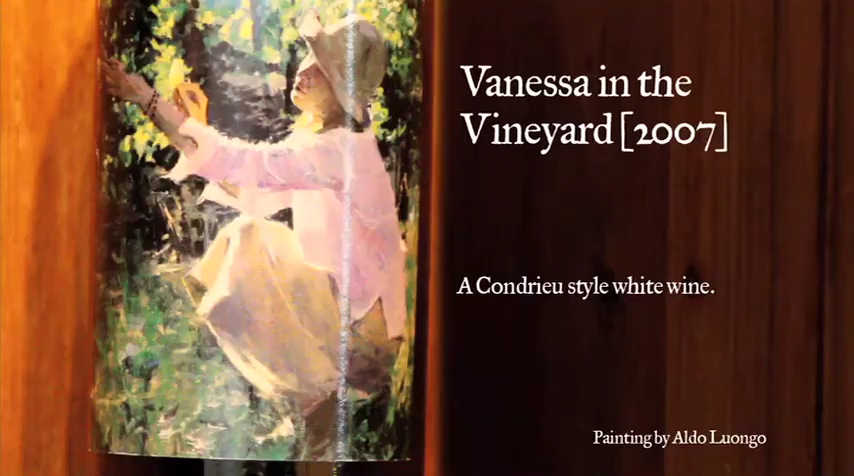 Vanessa in the
Vineyard [2007]
A Condrieu style white wine.
Painting by Aldo Luongo